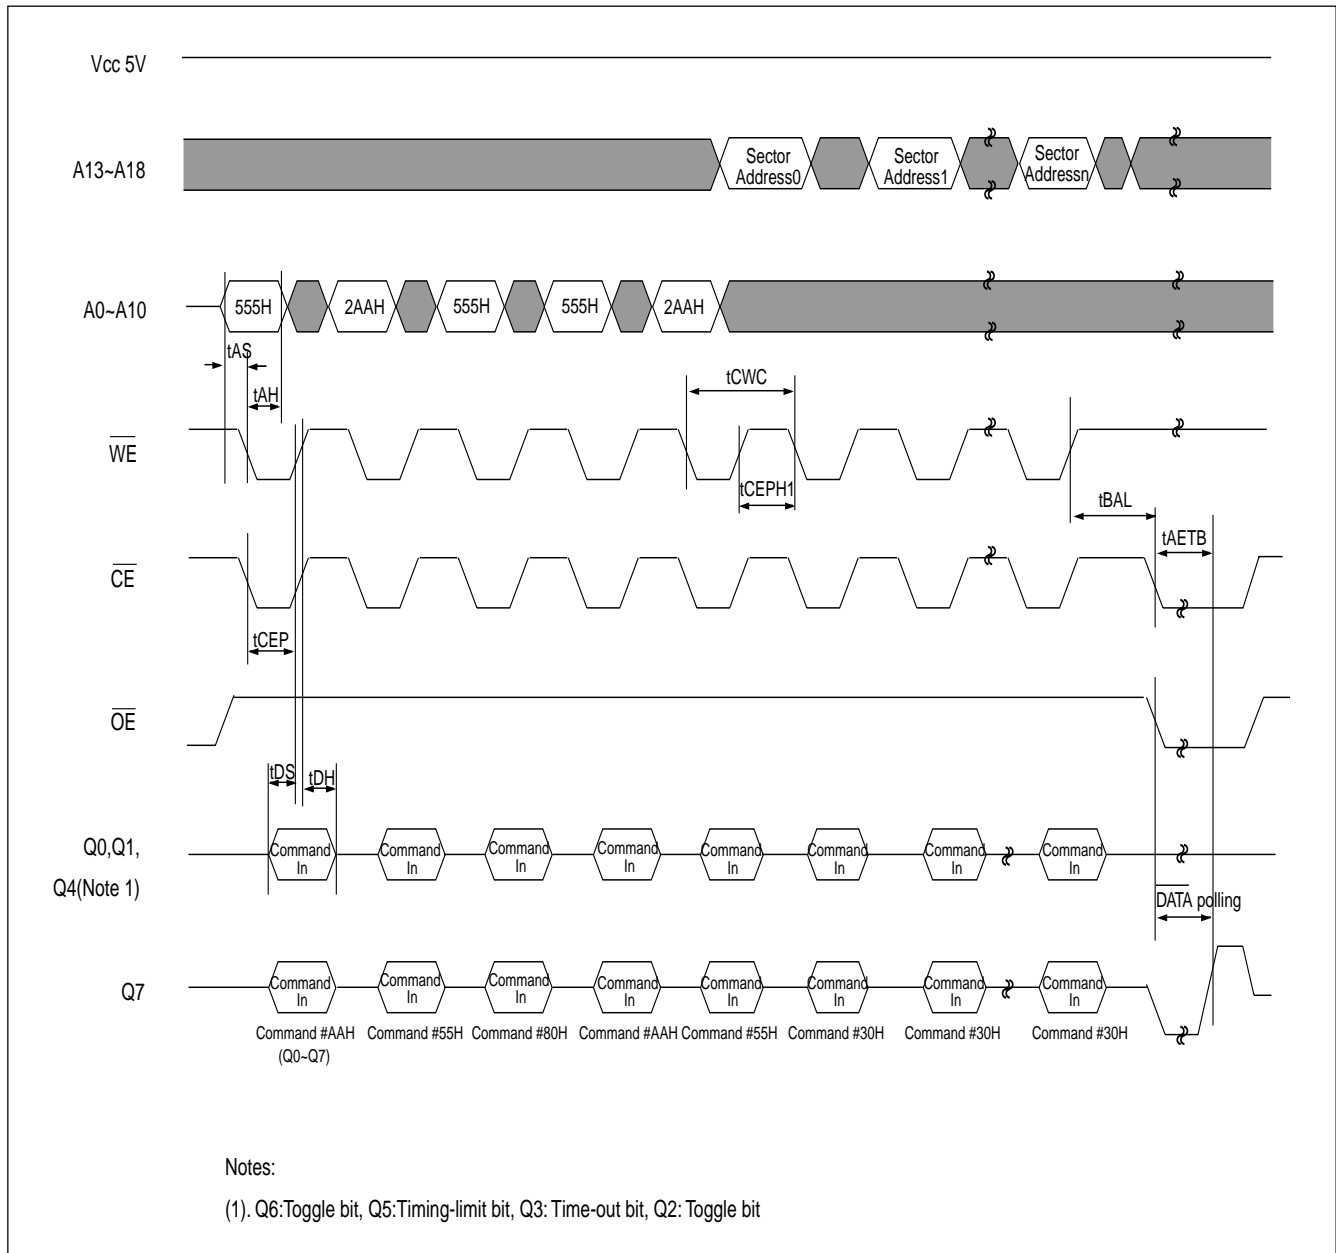 Vcc 5V
A13~A18
Sector
Address0
Sector
Address1
Sector
Addressn
A0~A10
555H
2AAH
555H
555H
2AAH
tAS
tAH
tCWC
WE
tCEPH1
tBAL
tAETB
CE
tCEP
OE
tDS
tDH
Q0,Q1,
Q4(Note 1)
Command
In
Command
In
Command
In
Command
In
Command
In
Command
In
Command
In
Command
In
DATA polling
Q7
Command
In
Command
In
Command
In
Command
In
Command
In
Command
In
Command
In
Command
In
Command #AAH
(Q0~Q7)
Command #55H
Command #80H
Command #AAH
Command #55H
Command #30H
Command #30H
Command #30H
Notes:
(1). Q6:Toggle bit, Q5:Timing-limit bit, Q3: Time-out bit, Q2: Toggle bit